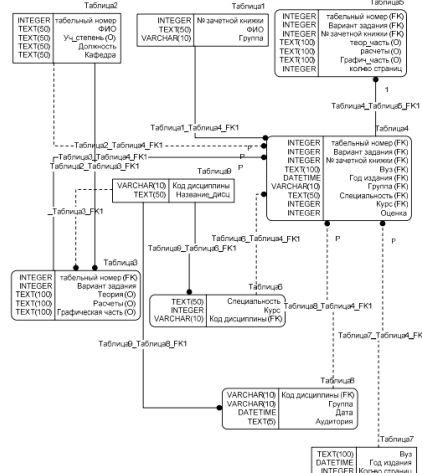 Таблица2
INTEGER табельный номер
TEXT(50) ФИО
TEXT(50) Уч_степень (О)
TEXT(50) Должность
TEXT(50) Кафедра
Таблица1
INTEGER № зачетной книжки
TEXT(50) ФИО
VARCHAR(10) Группа
Таблица5
INTEGER табельный номер (FK)
INTEGER Вариант задания (FK)
INTEGER № зачетной книжки (FK)
TEXT(100) теор_часть (О)
TEXT(100) расчеты (О)
TEXT(100) Графич_часть (О)
INTEGER кол-во страниц
1
Таблица4_Таблица5_FK1
Таблица4
Таблица1_Таблица4_FK1
Таблица2_Таблица4_FK1
P
Таблица3_Таблица4_FK1
P
Таблица2_Таблица3_FK1
P
INTEGER табельный номер (FK)
INTEGER Вариант задания (FK)
INTEGER № зачетной книжки (FK)
TEXT(100) Вуз (FK)
DATETIME Год издания (FK)
VARCHAR(10) Группа (FK)
TEXT(50) Специальность (FK)
INTEGER Курс (FK)
INTEGER Оценка
Таблица9
VARCHAR(10) Код дисциплины
TEXT(50) Название_дисц
_Таблица3_FK1
Таблица6_Таблица4_FK1
P
P
Таблица9_Таблица6_FK1
Таблица3
INTEGER табельный номер (FK)
INTEGER Вариант задания
TEXT(100) Теория (О)
TEXT(100) Расчеты (О)
TEXT(100) Графическая часть (О)
Таблица6
TEXT(50) Специальность
INTEGER Курс
VARCHAR(10) Код дисциплины (FK)
Таблица8_Таблица4_FK1
Таблица7_Таблица4_FK
Таблица9_Таблица8_FK1
Таблица8
VARCHAR(10) Код дисциплины (FK)
VARCHAR(10) Группа
DATETIME Дата
TEXT(5) Аудитория
Таблица7
TEXT(100) Вуз
DATETIME Год издания
INTEGER Кол-во страниц